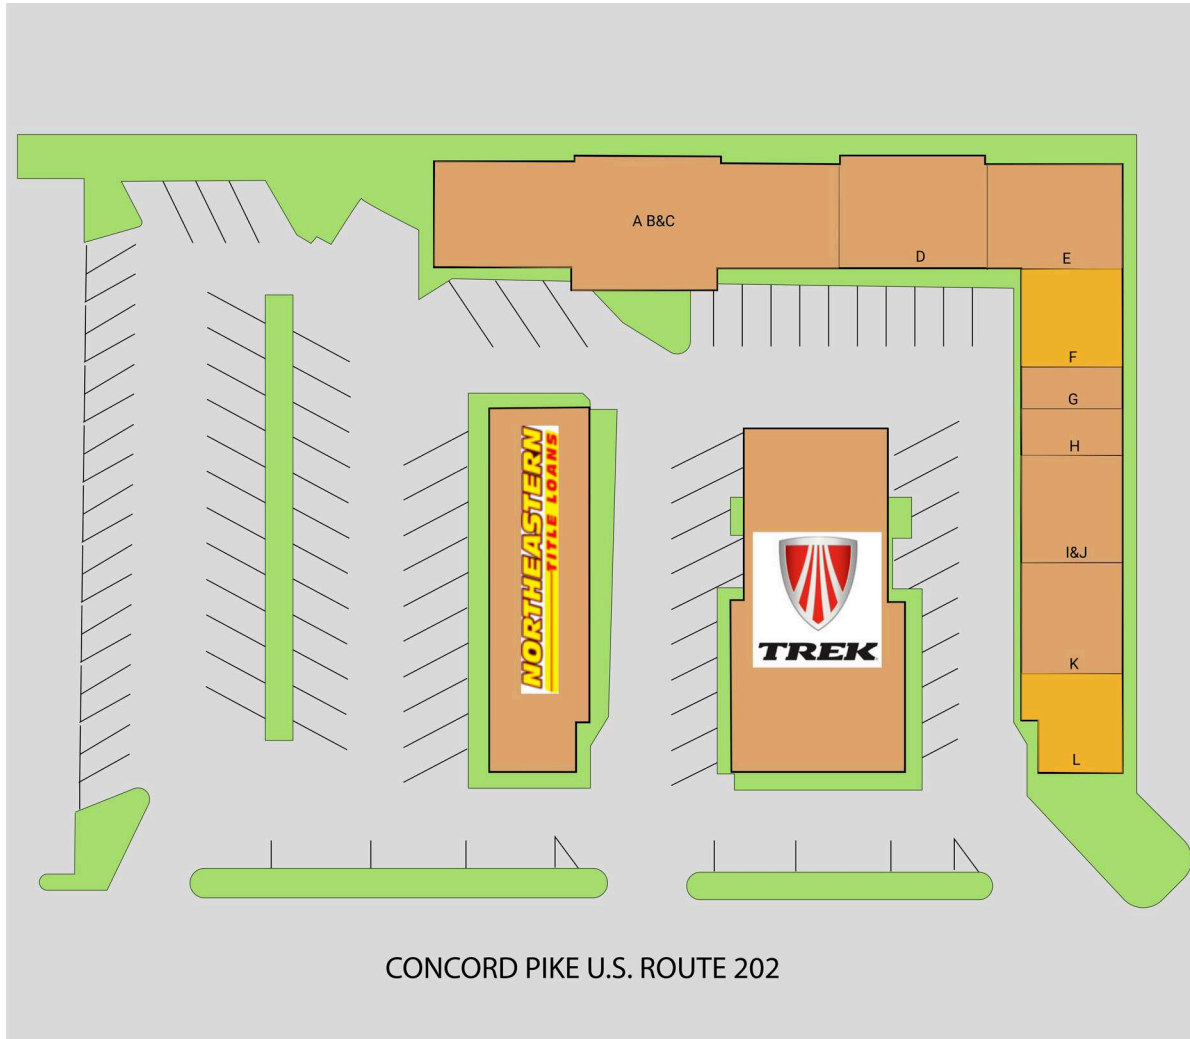 A B&C
D
E
F
G
H
I&J
K
L
NORTHEASTERN
TITLE LOANS
TREK
CONCORD PIKE U.S. ROUTE 202